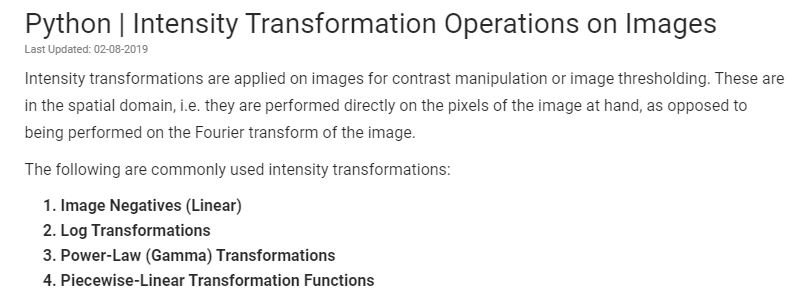 Python | Intensity Transformation Operations on Images
Last Updated: 02-08-2019
Intensity transformations are applied on images for contrast manipulation or image thresholding. These are
in the spatial domain, i.e. they are performed directly on the pixels of the image at hand, as opposed to
being performed on the Fourier transform of the image.
The following are commonly used intensity transformations:
1. Image Negatives (Linear)
2. Log Transformations
3. Power-Law (Gamma) Transformations
4. Piecewise-Linear Transformation Functions